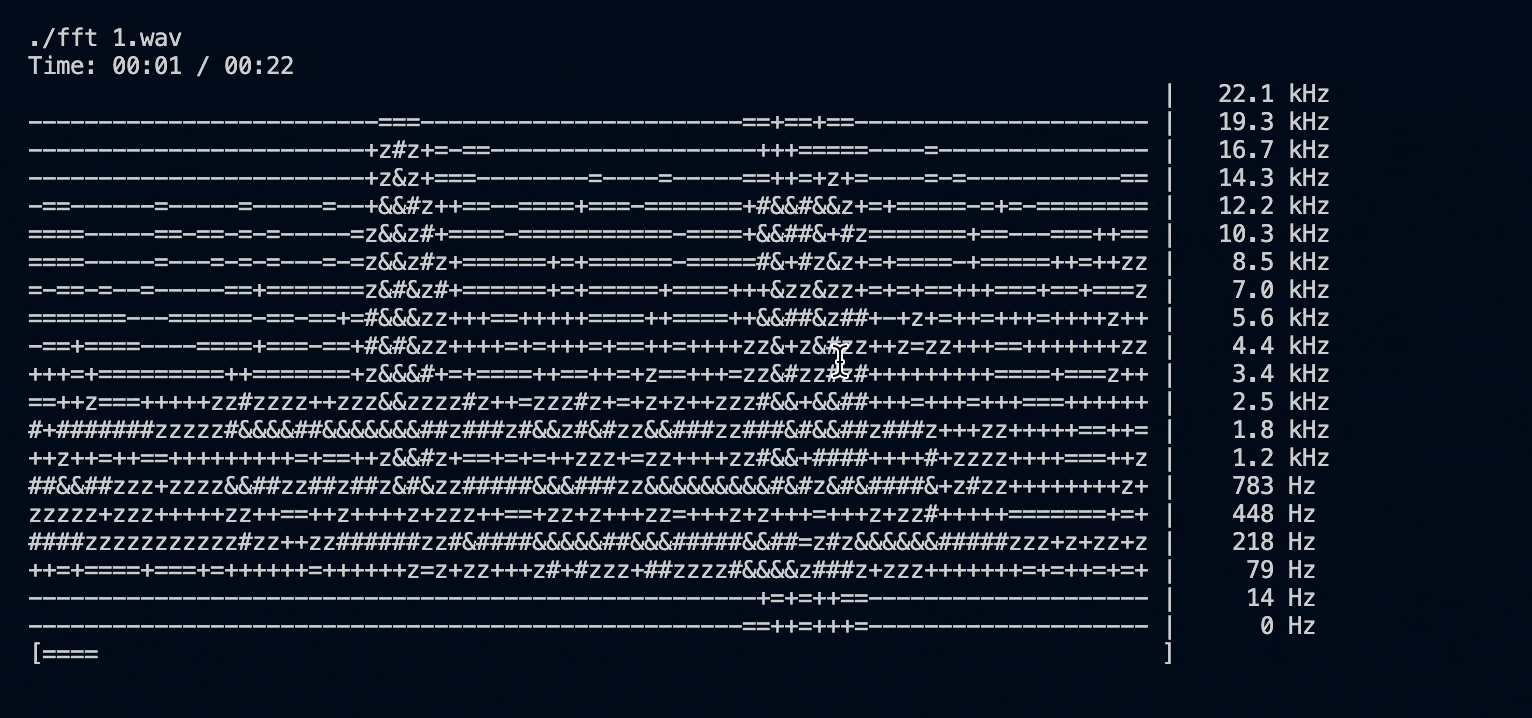 ./fft 1.wav
Time: 00:01 / 00:22
| 22.1 kHz
-------------------------===-----------------------==+==+==--------------------- | 19.3 kHz
------------------------+z#z+=-==-------------------+++=====----=--------------- | 16.7 kHz
------------------------+z&z+===--------=----=-----==++=+z+=----=-=-----------== | 14.3 kHz
-==------=-----=-----=--+&&#z++==--====+===-=======+#&&#&&z+=+=====-=+=-======== | 12.2 kHz
====-----==-==-=-=-----=z&&z#+====-===========-====+&&##&+#z=======+==---===++== | 10.3 kHz
====-----=---=-=-=---=-=z&&z#z+======+=+======-=====#&+#z&z+=+====-+=====++=++zz | 8.5 kHz
=-==-=--=-----==+=======z&#&z#+======+=+=====+====+++&zz&zz+=+=+==+++===+==+===z | 7.0 kHz
=======---======-==-==+=#&&&zz+++==+++++====++====++&&##&z##+-+z+=++=+++=++++z++ | 5.6 kHz
-==+====----====+===-==+#&#&zz++++=+++=++==++=++++zz&+z&#zz++z=zz+++==+++++++zz | 4.4 kHz
+++=+=========++=======+z&&&#+=+====++==++=+z==+++=zz&#zz#z#+++++++++====+===z++ | 3.4 kHz
==++z===+++++zz#zzzz++zzz&&zzzz#z++=zzz#z+=+z+z++zzz#&&+&&##+++=+++=+++===++++++ | 2.5 kHz
#+#######zzzzz#&&&&##&&&&&&&##z###z#&&z#&#zz&&###zz###&#&&##z###z+++zz+++++==++= | 1.8 kHz
++z++=++==+++++++++=+==++z&&#z+==+=+=++zzz+=zz++++zz#&&+####++++#+zzzz++++===++z | 1.2 kHz
##&&##zzz+zzzz&&##zz##z##z&#&zz#####&&&###zz&&&&&&&&&#&#z&#&####&+z#zz++++++++z+ | 783 Hz
zzzzz+zzz+++++zz++==++z++++z+zzz++==+zz+z+++zz=+++z+z+++=+++z+zz#+++++=======+=+ | 448 Hz
####zzzzzzzzzzz#zz++zz######zz#&####&&&&&##&&&#####&&##=z#z&&&&&&#####zzz+z+zz+z | 218 Hz
++=+====+===+=++++++=++++++z=z+zz+++z#+#zzz+##zzzz#&&&&z###z+zzz+++++++=+=++=+=+ | 79 Hz
----------------------------------------------------+=+=++==-------------------- | 14 Hz
---------------------------------------------------==++=+++=-------------------- | 0 Hz
[==== ]